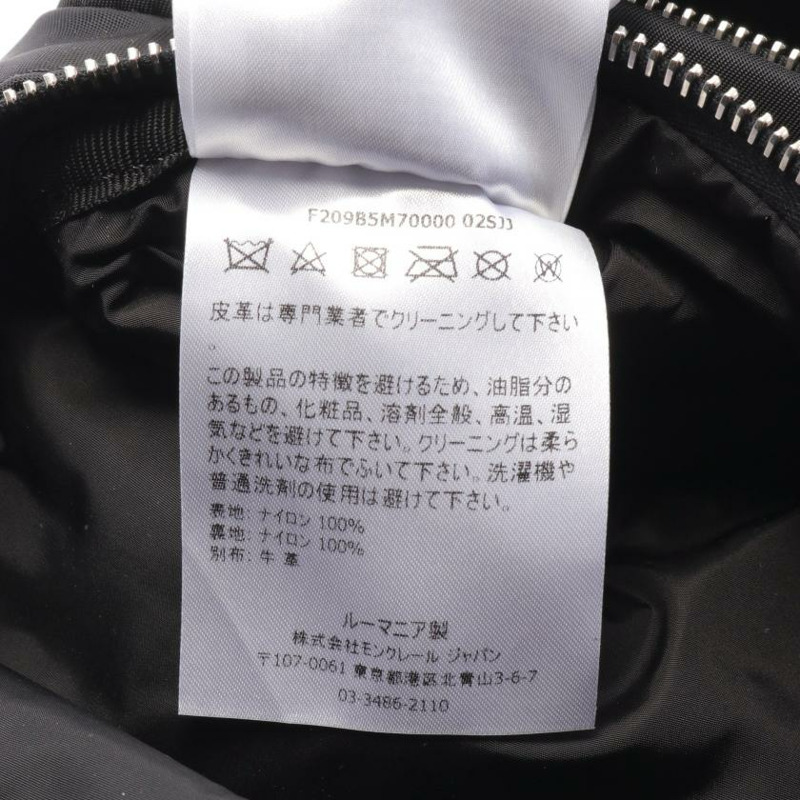 F209B5M70000 02SJJ
皮革は専門業者でクリーニングして下さい
。
この製品の特徴を避けるため、油脂分の
あるもの、化粧品、溶剤全般、高温、湿
気などを避けて下さい。クリーニングは柔ら
かくきれいな布でふいて下さい。洗濯機や
普通洗剤の使用は避けて下さい。
表地: ナイロン 100%
裏地: ナイロン 100%
別布: 牛 革
ルーマニア製
株式会社モンクレール ジャパン
〒107-0061 東京都港区北青山3-6-7
03-3486-2110